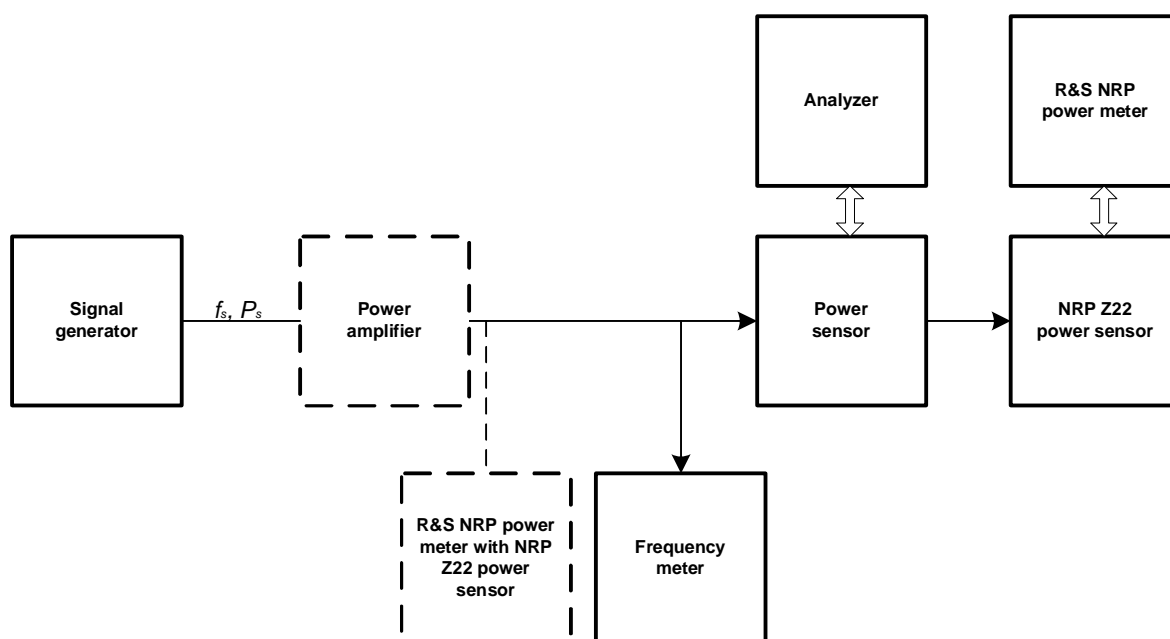 Analyzer
R&S NRP
power meter
Signal
generator
fs, Ps
Power
amplifier
Power
sensor
NRP Z22
power sensor
R&S NRP power
meter with NRP
Z22 power
sensor
Frequency
meter